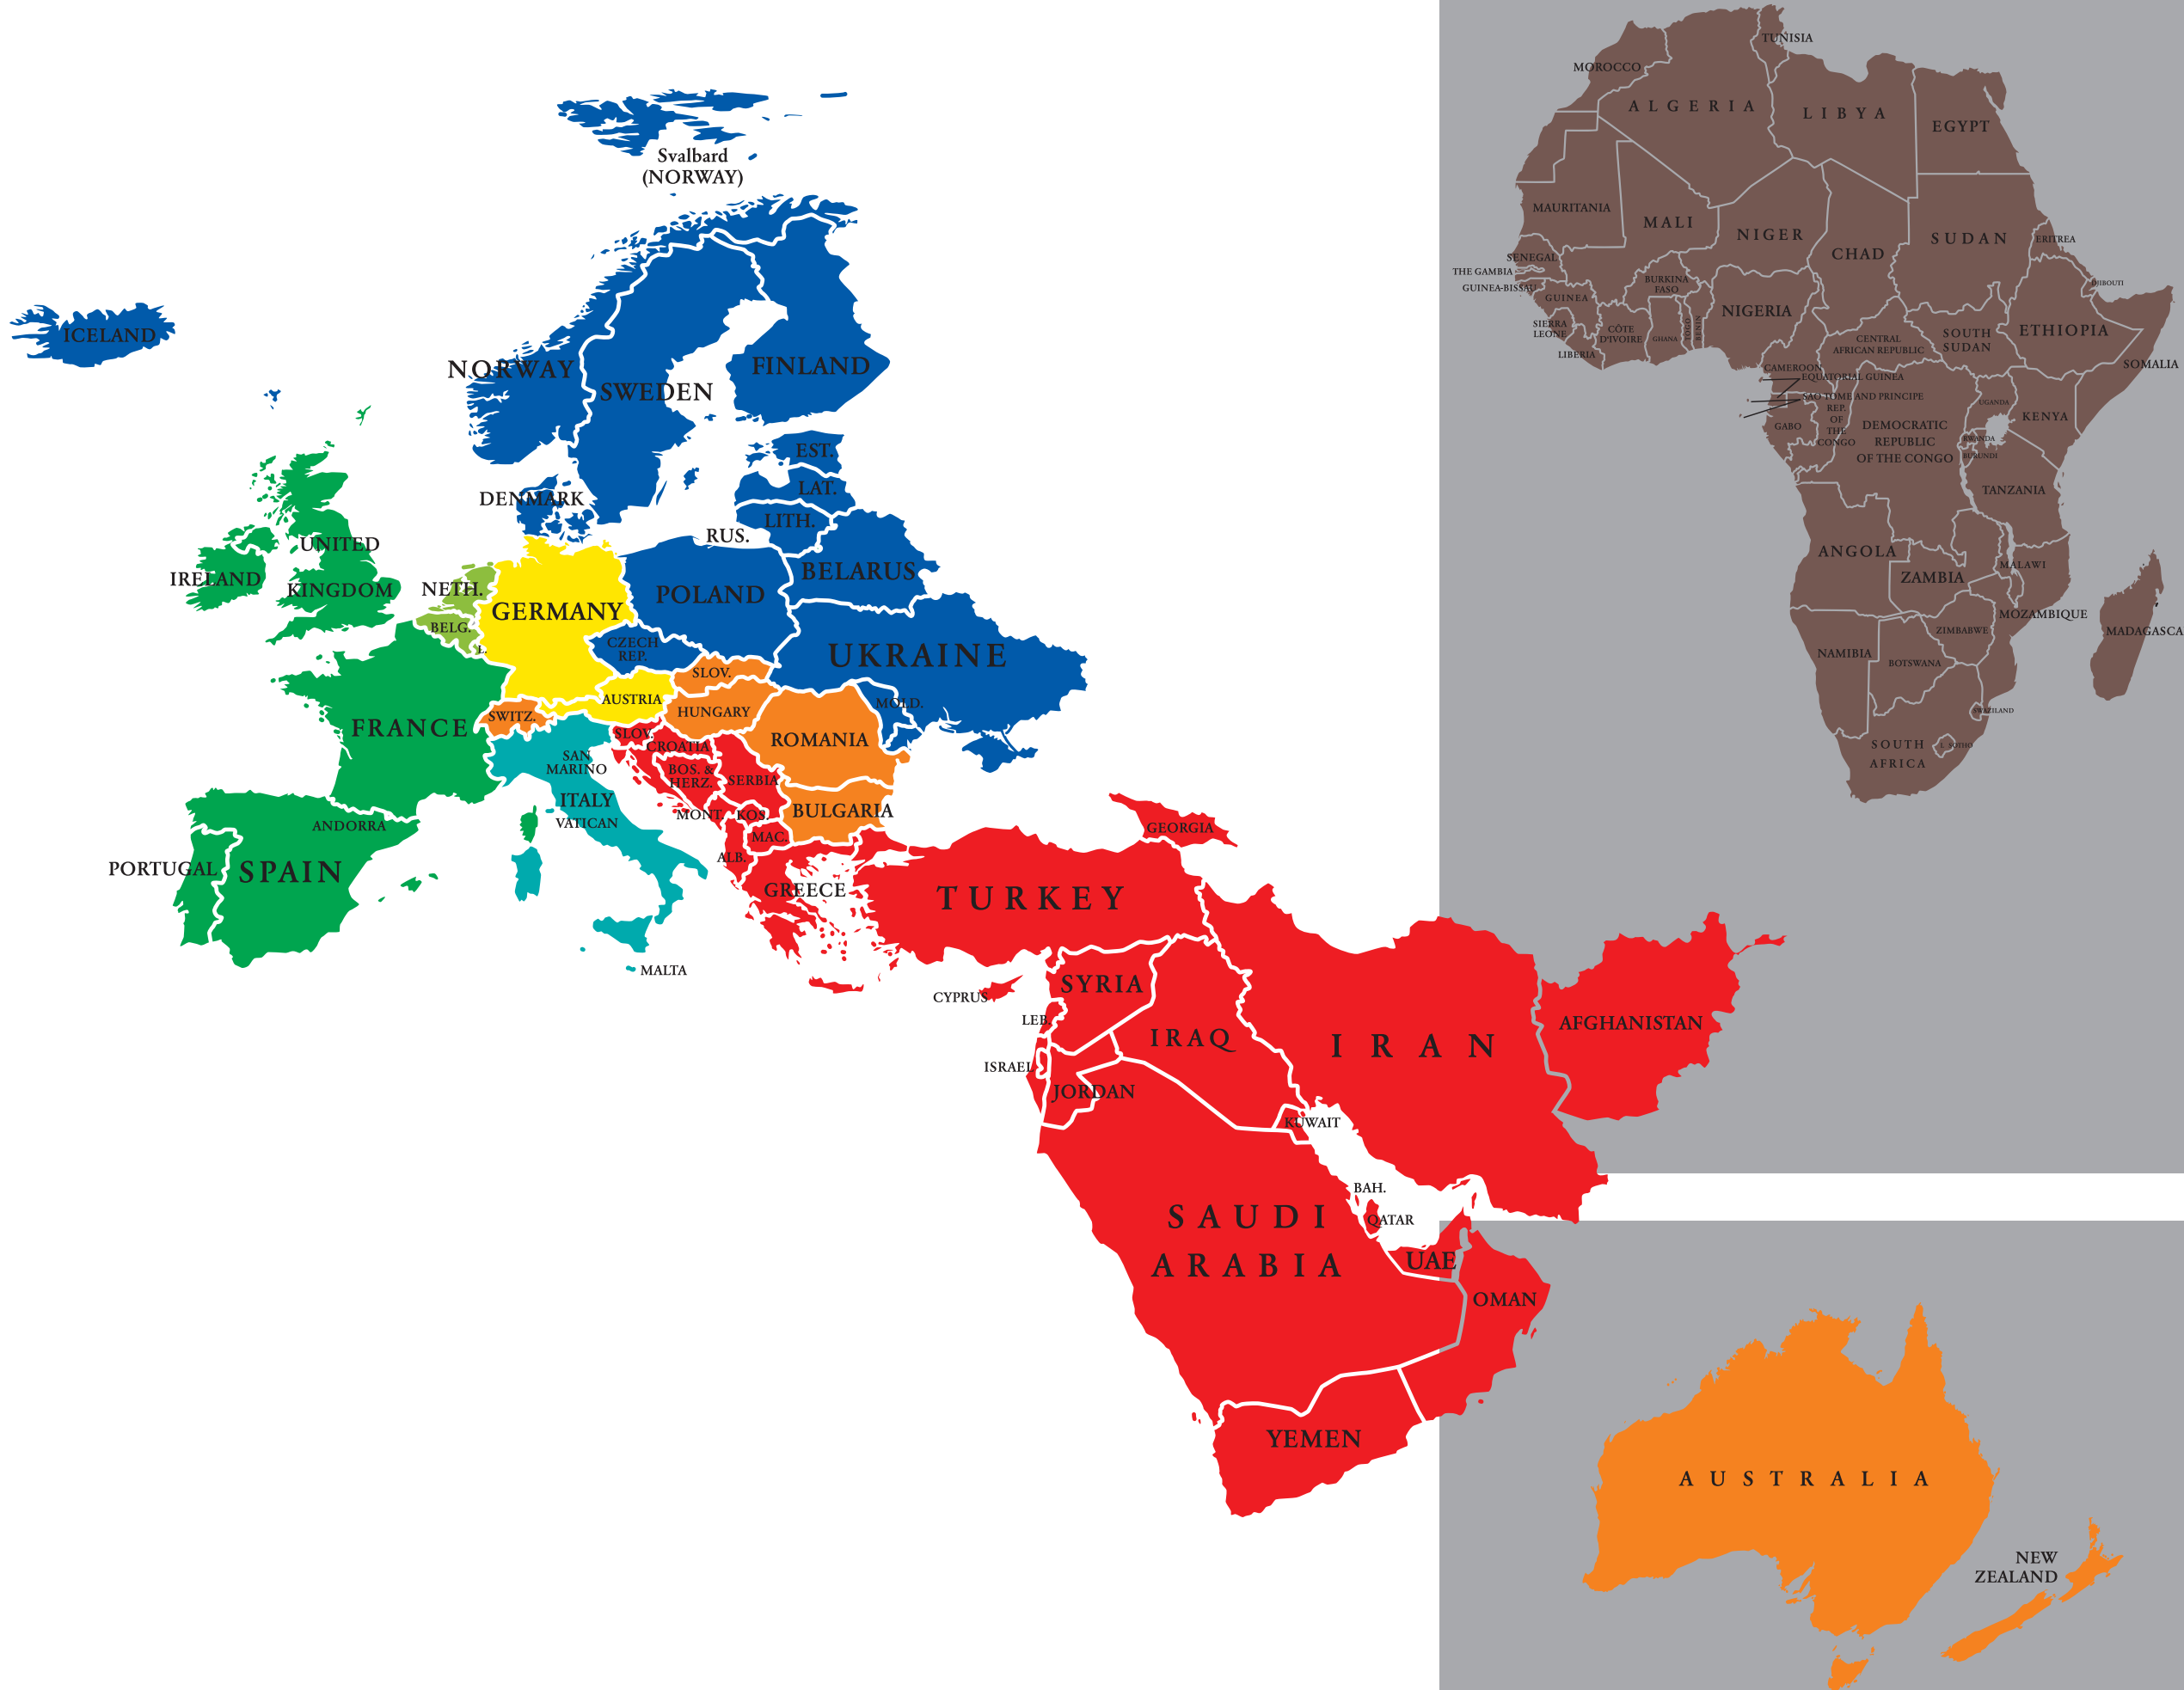 Svalbard
(NORWAY)
ICELAND
NORWAY
SWEDEN
FINLAND
EST.
LAT.
LITH.
DENMARK
RUS.
UNITED
KINGDOM
IRELAND
NETH.
BELG.
L.
GERMANY
POLAND
BELARUS
CZECH
REP.
UKRAINE
SLOV.
AUSTRIA
HUNGARY
MOLD.
SWITZ.
FRANCE
SLOV.
CROATIA
ROMANIA
SAN
MARINO
BOS. &
HERZ.
SERBIA
ITALY
VATICAN
MONT.
KOS.
BULGARIA
MAC.
ALB.
GREECE
ANDORRA
PORTUGAL
SPAIN
MALTA
GEORGIA
TURKEY
CYPRUS
SYRIA
LEB.
ISRAEL
JORDAN
IRAQ
IRAN
AFGHANISTAN
KUWAIT
BAH.
QATAR
SAUDI
ARABIA
UAE
OMAN
YEMEN
TUNISIA
MOROCCO
ALGERIA
LIBYA
EGYPT
MAURITANIA
MALI
NIGER
CHAD
SUDAN
ERITREA
SENEGAL
THE GAMBIA
GUINEA-BISSAU
GUINEA
BURKINA
FASO
DJIBOUTI
SIERRA
LEONE
LIBERIA
CÔTE
D'IVOIRE
GHANA
TOGO
BENIN
NIGERIA
CENTRAL
AFRICAN REPUBLIC
SOUTH
SUDAN
ETHIOPIA
SOMALIA
CAMEROON
EQUATORIAL GUINEA
SAO TOME AND PRINCIPE
GABO
REP.
OF
THE
CONGO
DEMOCRATIC
REPUBLIC
OF THE CONGO
UGANDA
KENYA
RWANDA
BURUNDI
TANZANIA
ANGOLA
ZAMBIA
MALAWI
MOZAMBIQUE
ZIMBABWE
MADAGASCA
NAMIBIA
BOTSWANA
SWAZILAND
SOUTH
AFRICA
L SOTHO
AUSTRALIA
NEW
ZEALAND